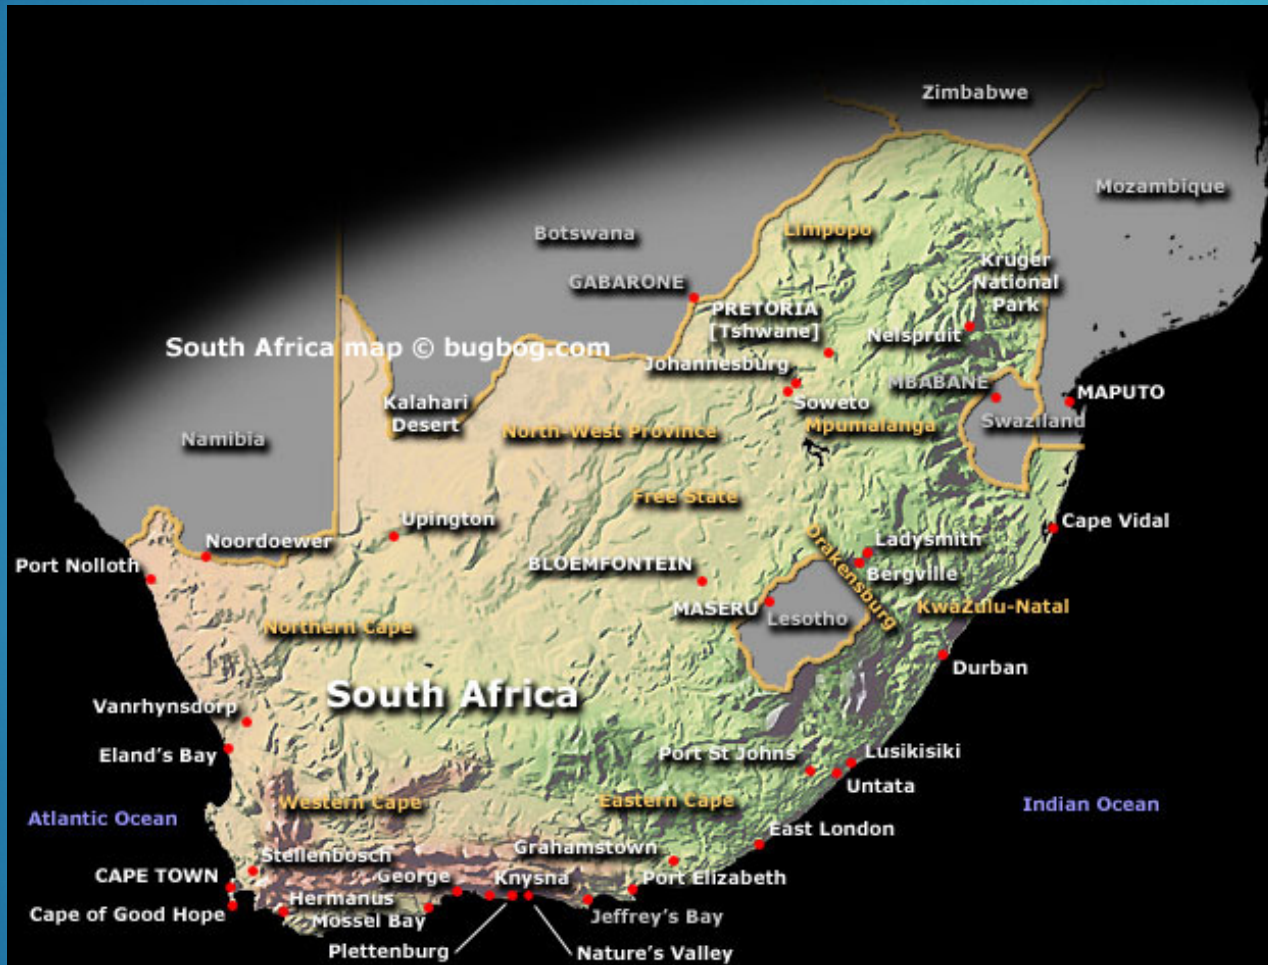 Zimbabwe
Mozambique
Limpopo
Botswana
Kruger
National
Park
GABARONE
PRETORIA
[Tshwane]
Nelspruit
South Africa map © bugbog.com
Johannesburg
MBABANE
MAPUTO
Kalahari
Desert
Soweto
Swaziland
Mpumalanga
North-West Province
Namibia
Free State
Upington
Cape Vidal
Noordoewer
Ladysmith
Drakensburg
Port Nolloth
BLOEMFONTEIN
Bergville
MASERU
Lesotho
KwaZulu-Natal
Northern Cape
Durban
South Africa
Vanrhynsdorp
Eland's Bay
Port St Johns
Lusikisiki
Untata
Western Cape
Eastern Cape
Indian Ocean
Atlantic Ocean
East London
Stellenbosch
Grahamstown
CAPE TOWN
George
Knysna
Port Elizabeth
Hermanus
Cape of Good Hope
Mossel Bay
Jeffrey's Bay
Plettenburg
Nature's Valley